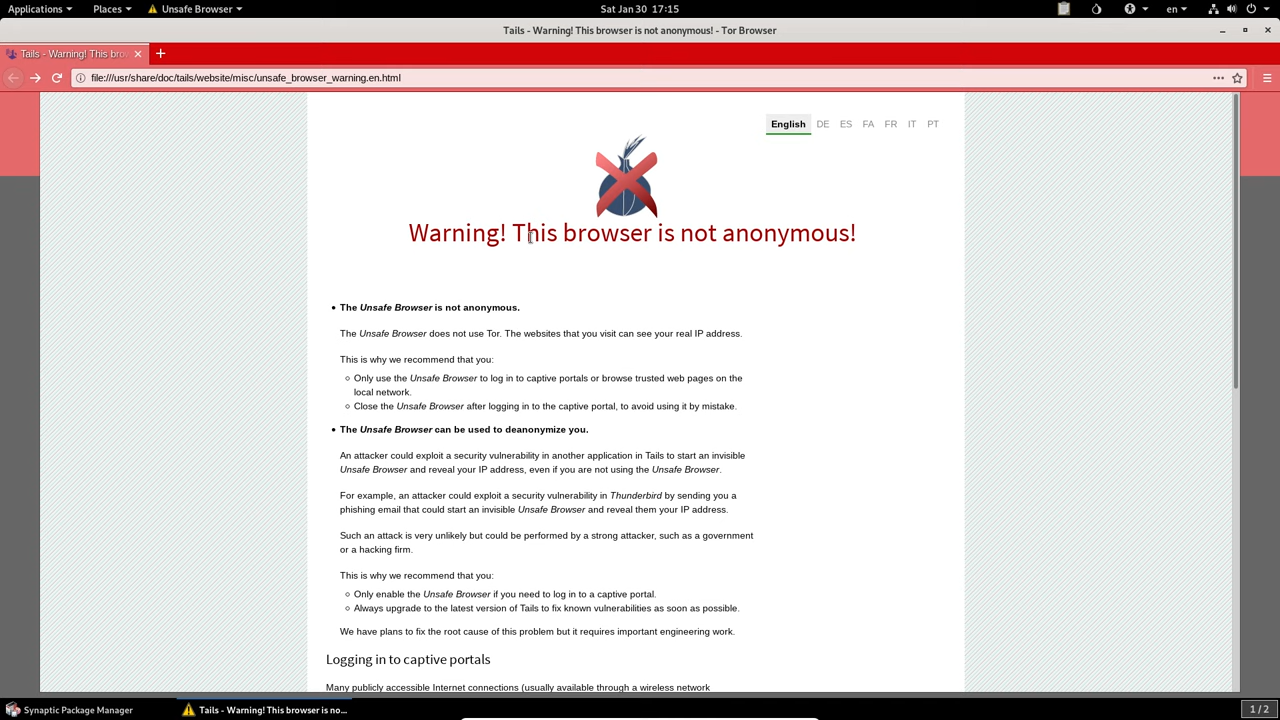 Applications Places Unsafe Browser Sat Jan 30 17:15 en
Tails - Warning! This browser is not anonymous! - Tor Browser
Tails - Warning! This bro
file:///usr/share/doc/tails/website/misc/unsafe_browser_warning.en.html
English DE ES FA FR IT PT
Warning! This browser is not anonymous!
• The Unsafe Browser is not anonymous.
The Unsafe Browser does not use Tor. The websites that you visit can see your real IP address.
This is why we recommend that you:
Only use the Unsafe Browser to log in to captive portals or browse trusted web pages on the
local network.
Close the Unsafe Browser after logging in to the captive portal, to avoid using it by mistake.
• The Unsafe Browser can be used to deanonymize you.
An attacker could exploit a security vulnerability in another application in Tails to start an invisible
Unsafe Browser and reveal your IP address, even if you are not using the Unsafe Browser.
For example, an attacker could exploit a security vulnerability in Thunderbird by sending you a
phishing email that could start an invisible Unsafe Browser and reveal them your IP address.
Such an attack is very unlikely but could be performed by a strong attacker, such as a government
or a hacking firm.
This is why we recommend that you:
Only enable the Unsafe Browser if you need to log in to a captive portal.
Always upgrade to the latest version of Tails to fix known vulnerabilities as soon as possible.
We have plans to fix the root cause of this problem but it requires important engineering work.
Logging in to captive portals
Many publicly accessible Internet connections (usually available through a wireless network
Synaptic Package Manager Tails - Warning! This browser is no... 1 / 2